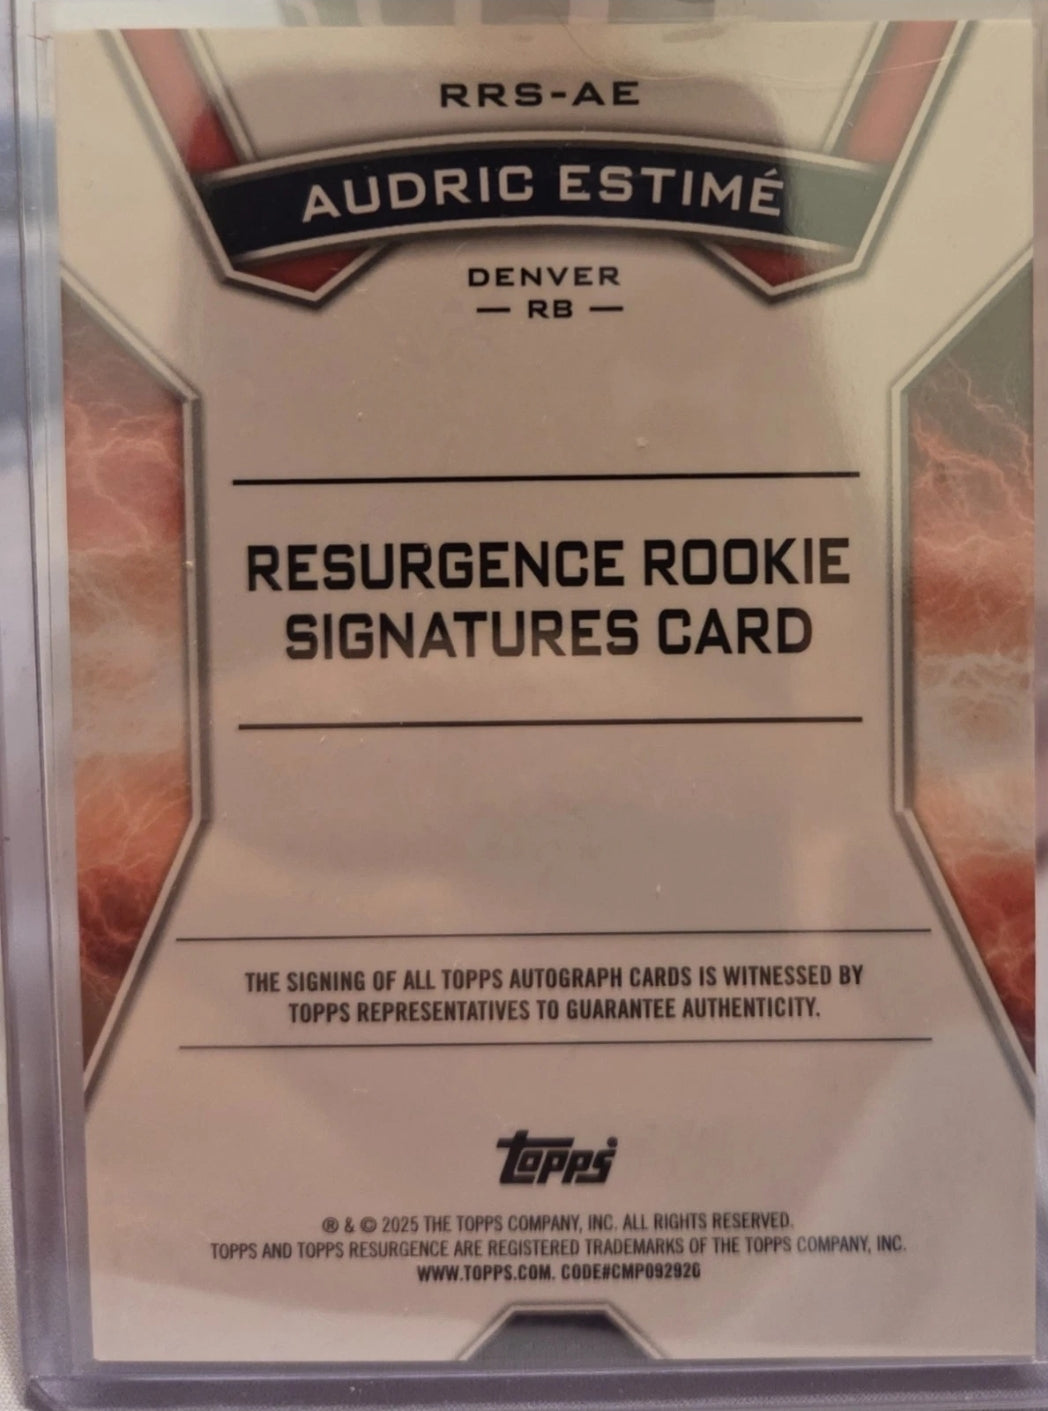 RRS-AE
AUDRIC ESTIMÉ
DENVER
— RB —
RESURGENCE ROOKIE
SIGNATURES CARD
THE SIGNING OF ALL TOPPS AUTOGRAPH CARDS IS WITNESSED BY
TOPPS REPRESENTATIVES TO GUARANTEE AUTHENTICITY.
Topps
® & © 2025 THE TOPPS COMPANY, INC. ALL RIGHTS RESERVED.
TOPPS AND TOPPS RESURGENCE ARE REGISTERED TRADEMARKS OF THE TOPPS COMPANY, INC.
WWW.TOPPS.COM. CODE#CMP092926